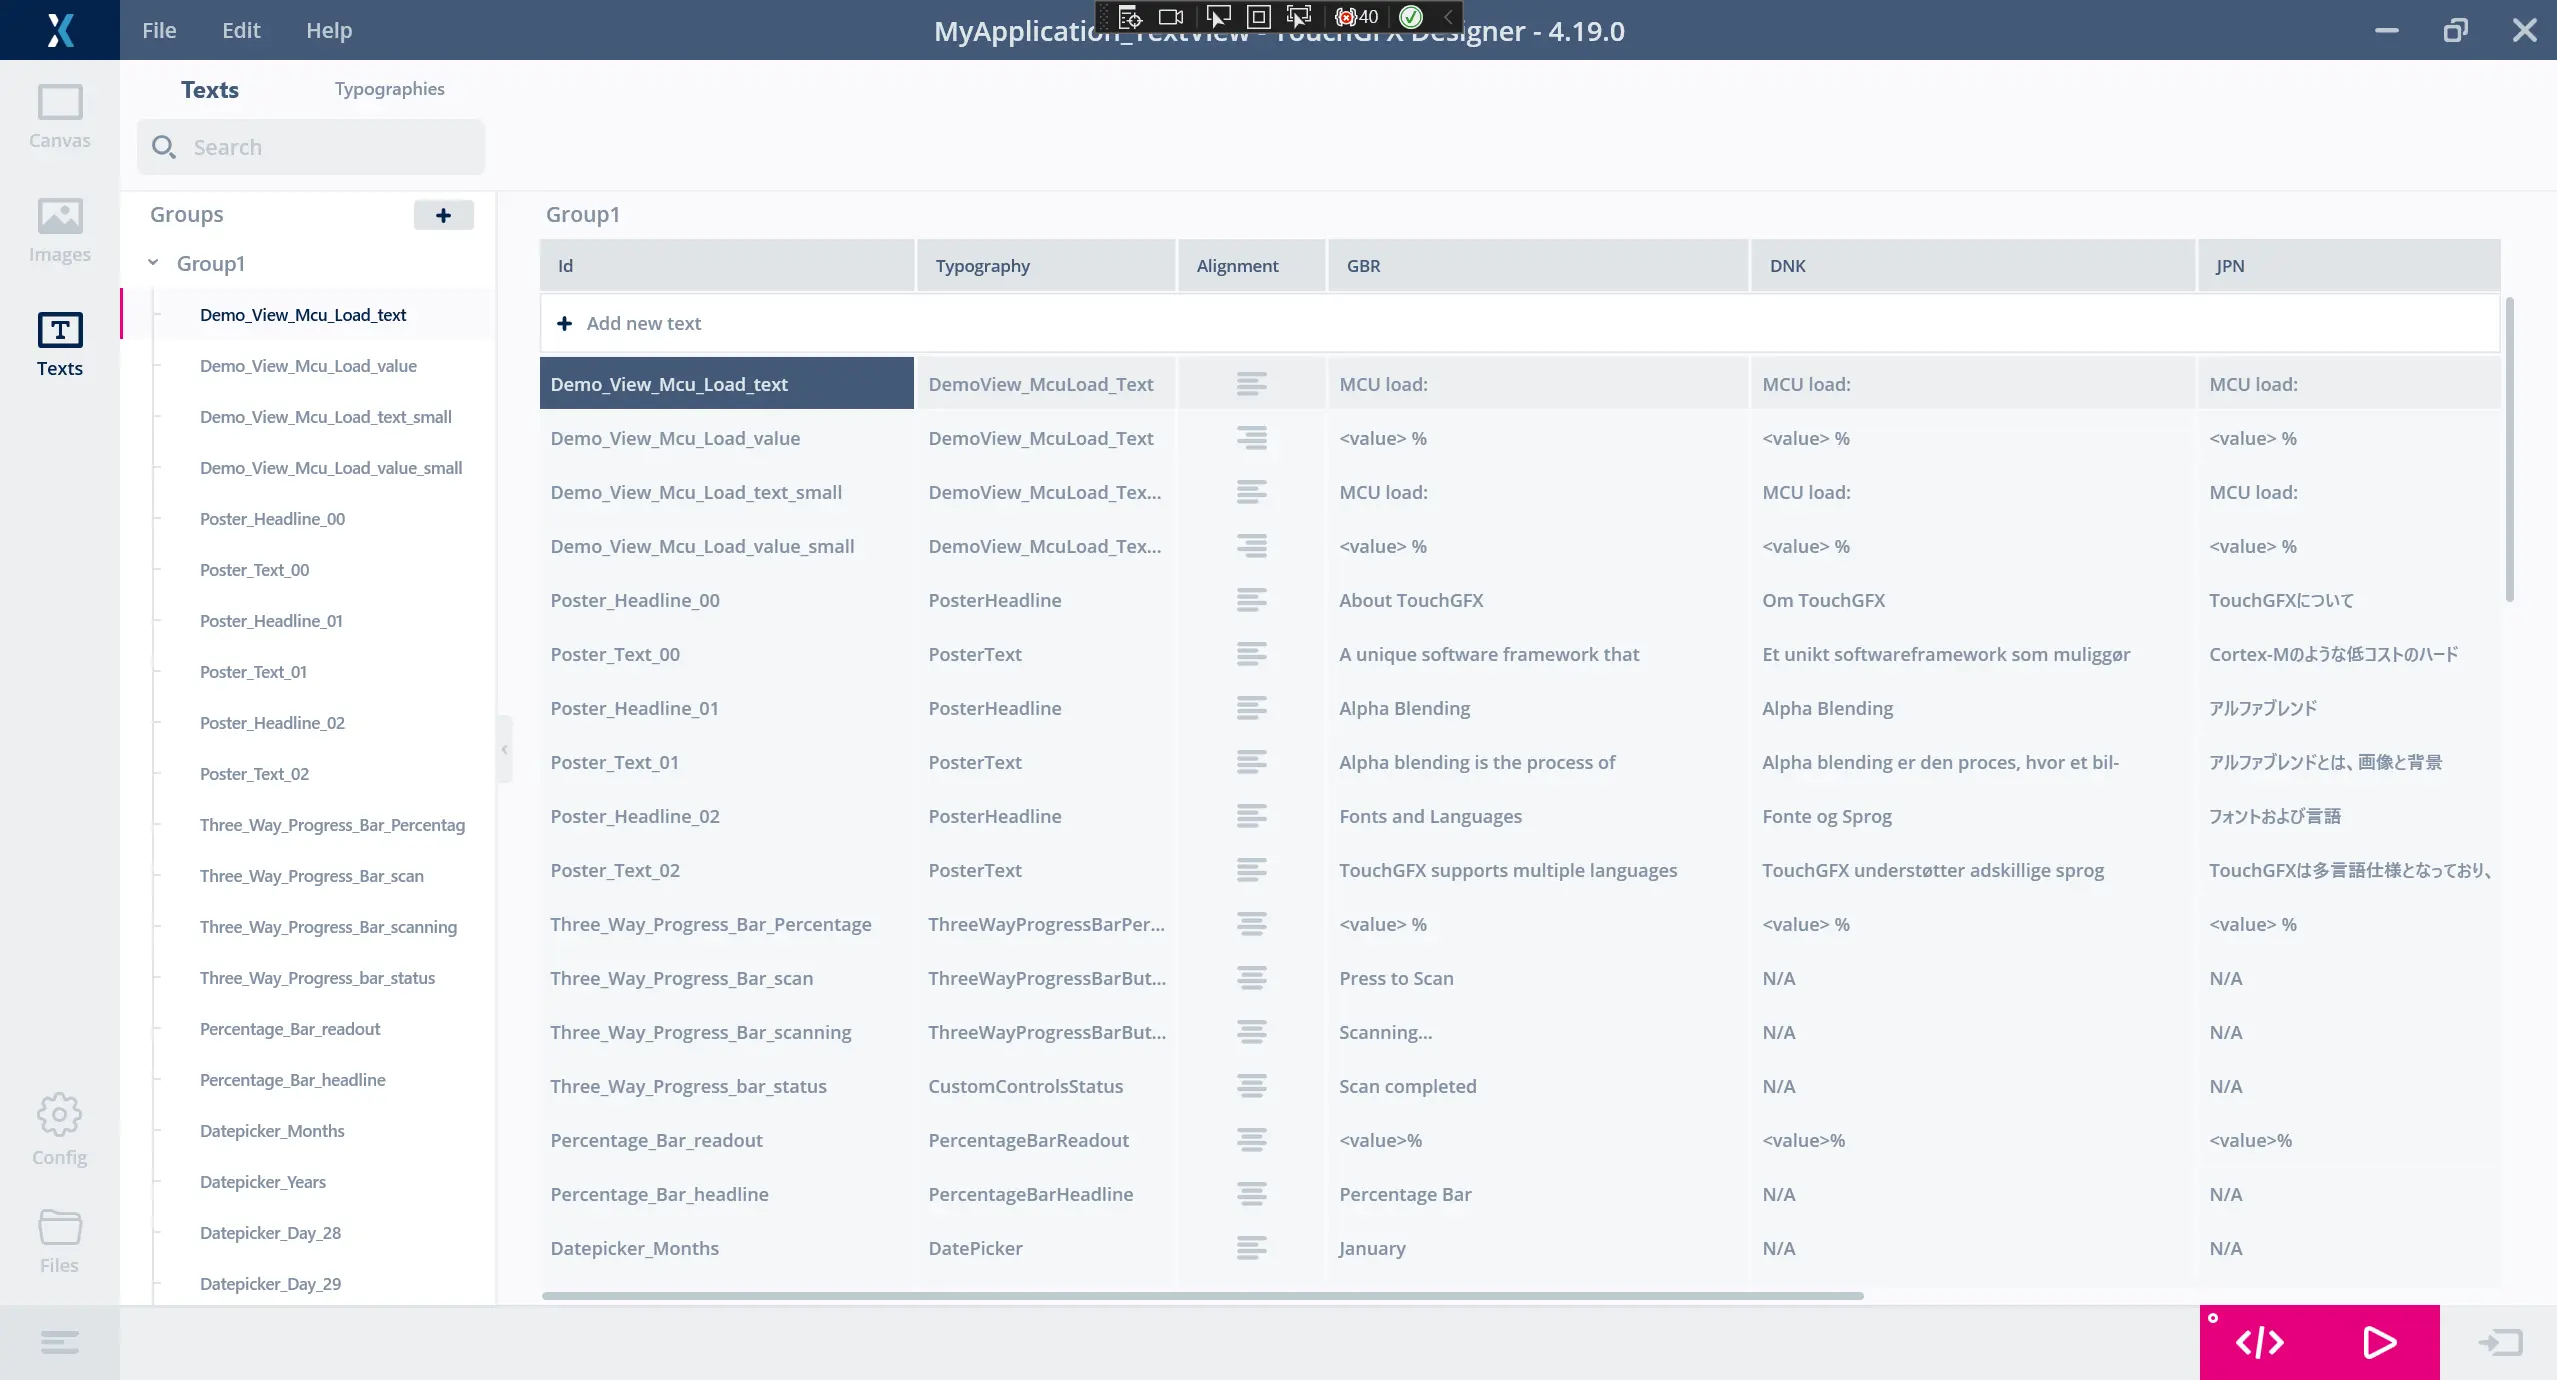 File Edit Help
MyApplication_TextView - TouchGFX Designer - 4.19.0
40
Canvas
Images
Texts
Config
Files
Texts Typographies
Search
Groups
Group1
Demo_View_Mcu_Load_text
Demo_View_Mcu_Load_value
Demo_View_Mcu_Load_text_small
Demo_View_Mcu_Load_value_small
Poster_Headline_00
Poster_Text_00
Poster_Headline_01
Poster_Text_01
Poster_Headline_02
Poster_Text_02
Three_Way_Progress_Bar_Percentag
Three_Way_Progress_Bar_scan
Three_Way_Progress_Bar_scanning
Three_Way_Progress_bar_status
Percentage_Bar_readout
Percentage_Bar_headline
Datepicker_Months
Datepicker_Years
Datepicker_Day_28
Datepicker_Day_29
Group1
Id Typography Alignment GBR DNK JPN
Add new text
Demo_View_Mcu_Load_text DemoView_McuLoad_Text MCU load: MCU load: MCU load:
Demo_View_Mcu_Load_value DemoView_McuLoad_Text <value> % <value> % <value> %
Demo_View_Mcu_Load_text_small DemoView_McuLoad_Tex... MCU load: MCU load: MCU load:
Demo_View_Mcu_Load_value_small DemoView_McuLoad_Tex... <value> % <value> % <value> %
Poster_Headline_00 PosterHeadline About TouchGFX Om TouchGFX TouchGFXについて
Poster_Text_00 PosterText A unique software framework that Et unikt softwareframework som muliggør Cortex-Mのような低コストのハード
Poster_Headline_01 PosterHeadline Alpha Blending Alpha Blending アルファブレンド
Poster_Text_01 PosterText Alpha blending is the process of Alpha blending er den proces, hvor et bil- アルファブレンドとは、画像と背景
Poster_Headline_02 PosterHeadline Fonts and Languages Fonte og Sprog フォントおよび言語
Poster_Text_02 PosterText TouchGFX supports multiple languages TouchGFX understøtter adskillige sprog TouchGFXは多言語仕様となっており、
Three_Way_Progress_Bar_Percentage ThreeWayProgressBarPer... <value> % <value> % <value> %
Three_Way_Progress_Bar_scan ThreeWayProgressBarBut... Press to Scan N/A N/A
Three_Way_Progress_Bar_scanning ThreeWayProgressBarBut... Scanning... N/A N/A
Three_Way_Progress_bar_status CustomControlsStatus Scan completed N/A N/A
Percentage_Bar_readout PercentageBarReadout <value>% <value>% <value>%
Percentage_Bar_headline PercentageBarHeadline Percentage Bar N/A N/A
Datepicker_Months DatePicker January N/A N/A